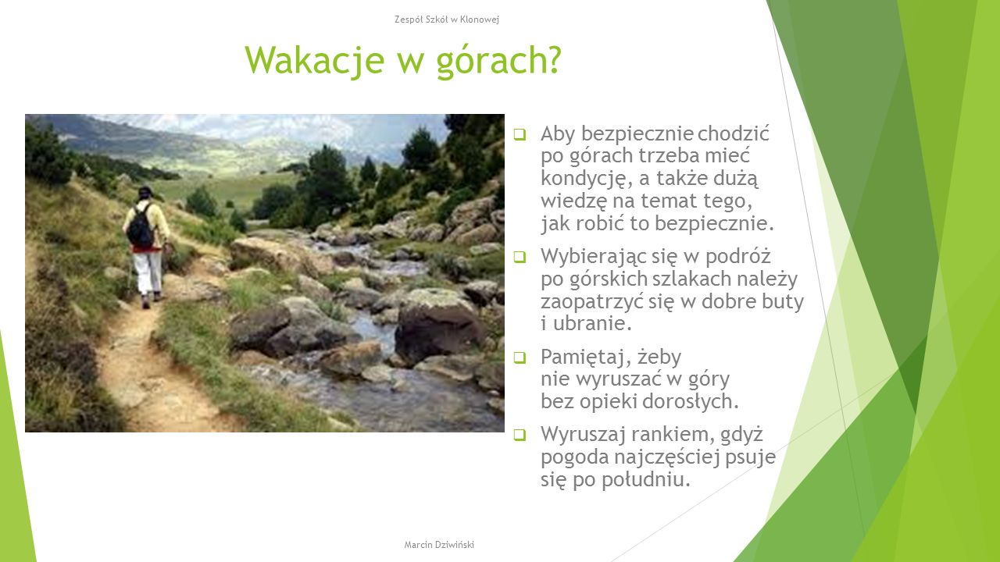 Zespół Szkół w Klonowej
Wakacje w górach?
❑ Aby bezpiecznie chodzić
po górach trzeba mieć
kondycję, a także dużą
wiedzę na temat tego,
jak robić to bezpiecznie.
❑ Wybierając się w podróż
po górskich szlakach należy
zaopatrzyć się w dobre buty
i ubranie.
❑ Pamiętaj, żeby
nie wyruszać w góry
bez opieki dorosłych.
❑ Wyruszaj rankiem, gdyż
pogoda najczęściej psuje
się po południu.
Marcin Dziwiński